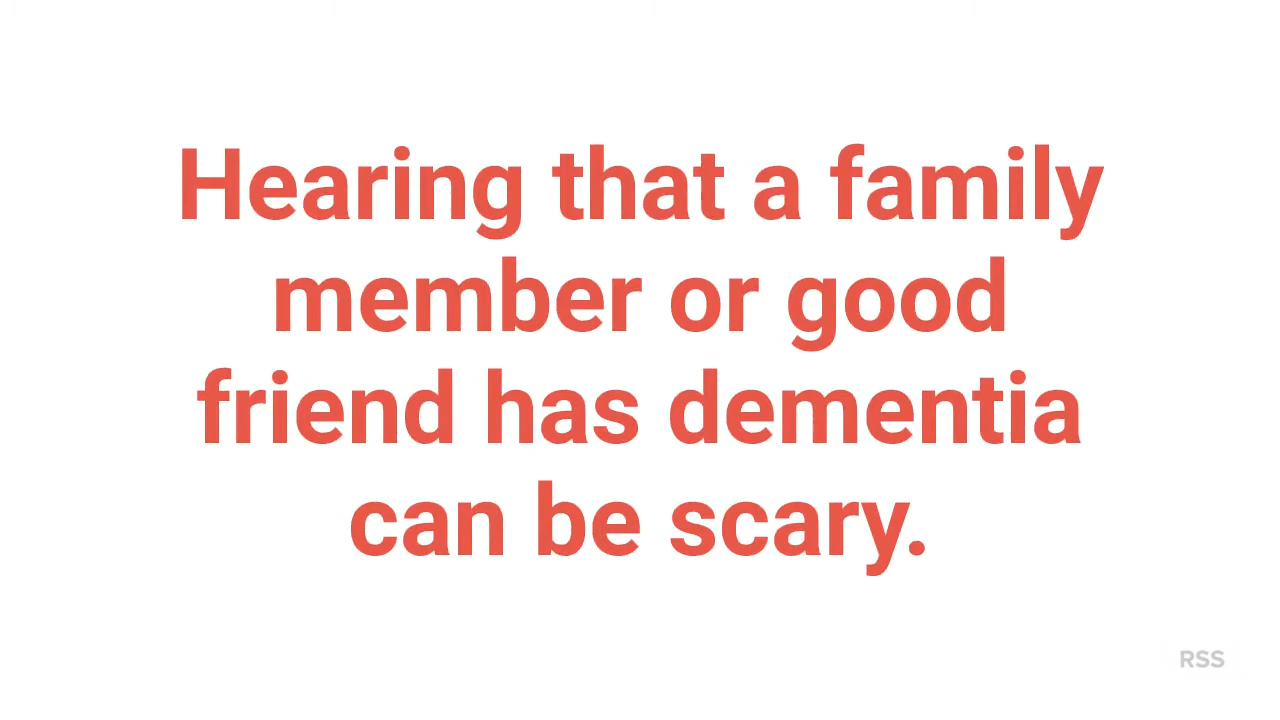 Hearing that a family
member or good
friend has dementia
can be scary.
RSS